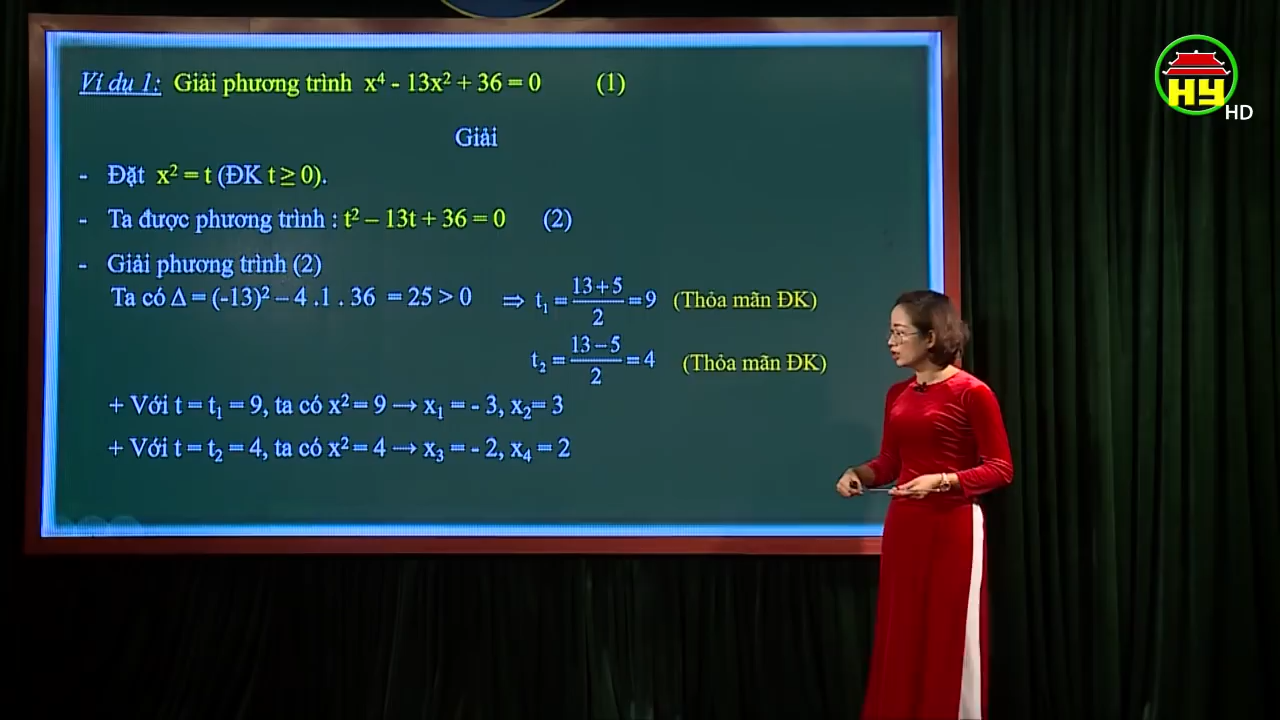 Ví dụ 1: Giải phương trình x⁴ - 13x² + 36 = 0 (1)
Giải
- Đặt x² = t (ĐK t ≥ 0).
- Ta được phương trình : t² – 13t + 36 = 0 (2)
- Giải phương trình (2)
Ta có Δ = (-13)² – 4 .1 . 36 = 25 > 0 ⇒ t₁ = (13+5)/2 = 9 (Thỏa mãn ĐK)
t₂ = (13–5)/2 = 4 (Thỏa mãn ĐK)
+ Với t = t₁ = 9, ta có x² = 9 → x₁ = - 3, x₂= 3
+ Với t = t₂ = 4, ta có x² = 4 → x₃ = - 2, x₄ = 2
HY
HD